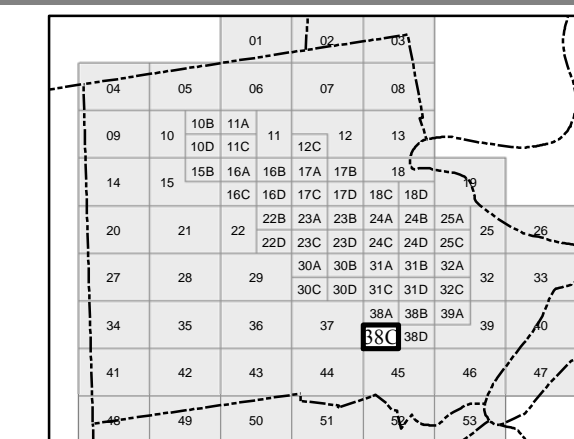 01 02 03
04 05 06 07 08
10B 11A
09 10 11 12 13
10D 11C 12C
15B 16A 16B 17A 17B 18
14 15 19
16C 16D 17C 17D 18C 18D
22B 23A 23B 24A 24B 25A
20 21 22 25 26
22D 23C 23D 24C 24D 25C
30A 30B 31A 31B 32A
27 28 29 32 33
30C 30D 31C 31D 32C
38A 38B 39A
34 35 36 37 39 40
38C 38D
41 42 43 44 45 46 47
48 49 50 51 52 53